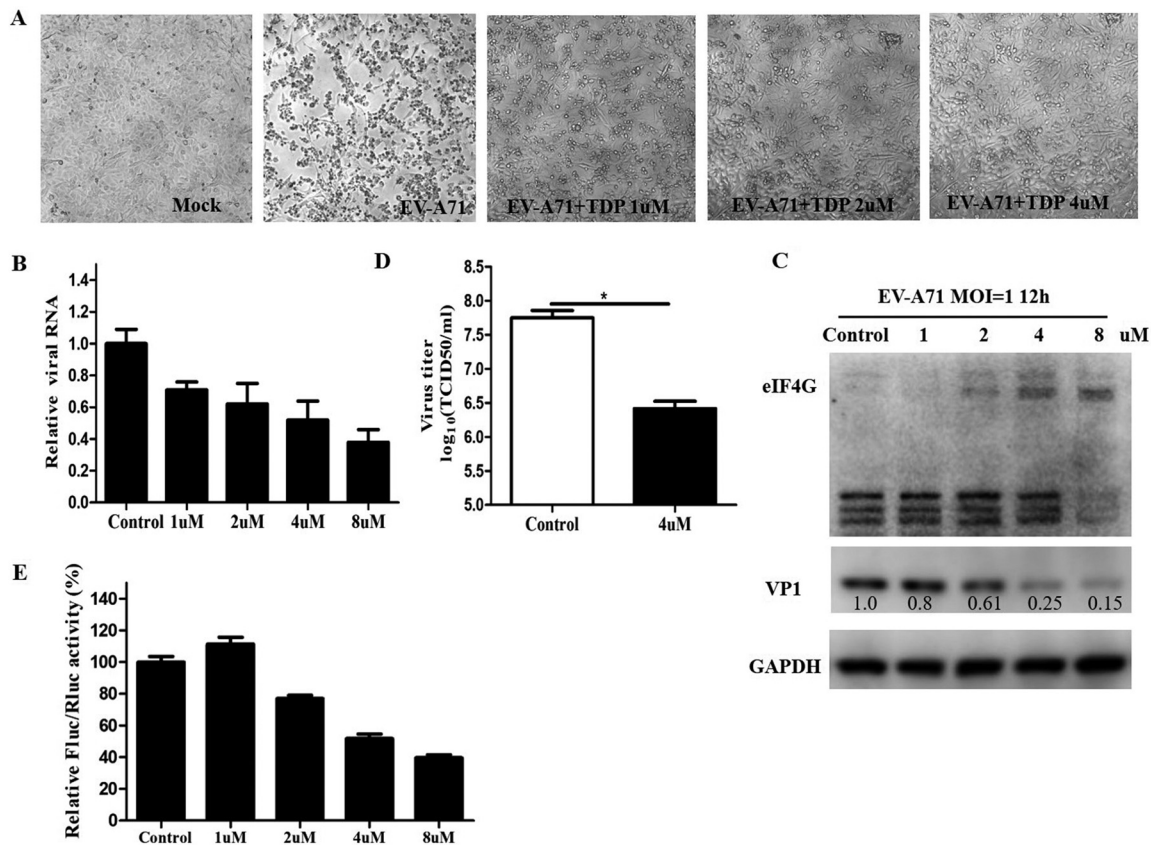 A
Mock
EV-A71
EV-A71+TDP 1uM
EV-A71+TDP 2uM
EV-A71+TDP 4uM
B
Relative viral RNA
1.4
1.2
1.0
0.8
0.6
0.4
0.2
0.0
Control 1uM 2uM 4uM 8uM
D
Virus titer
log10(TCID50/ml)
8.5
8.0
7.5
7.0
6.5
6.0
5.5
5.0
*
Control 4uM
C
EV-A71 MOI=1 12h
Control 1 2 4 8 uM
eIF4G
VP1
1.0 0.8 0.61 0.25 0.15
GAPDH
E
Relative Fluc/Rluc activity (%)
140
120
100
80
60
40
20
0
Control 1uM 2uM 4uM 8uM